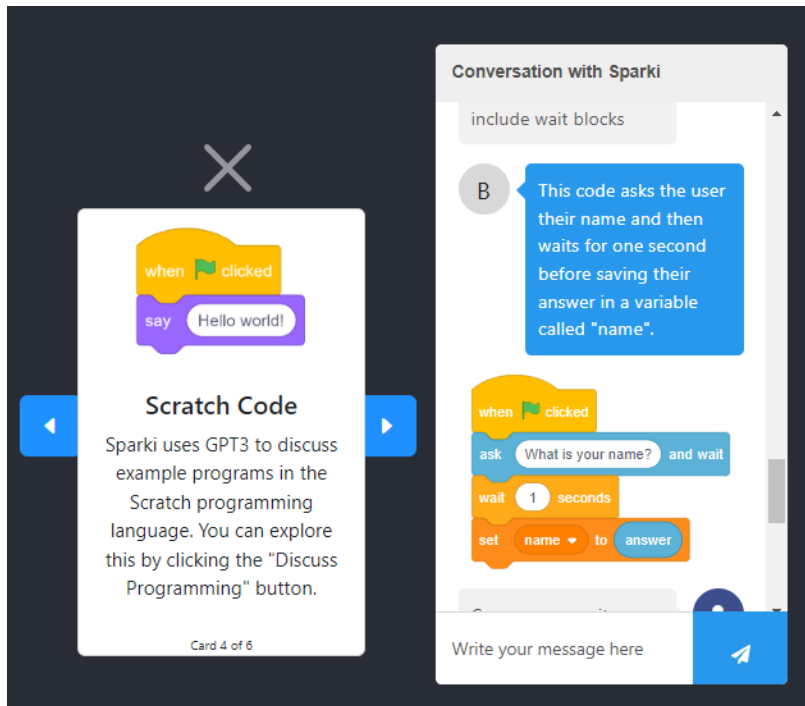 when clicked
say Hello world!
Scratch Code
Sparki uses GPT3 to discuss
example programs in the
Scratch programming
language. You can explore
this by clicking the "Discuss
Programming" button.
Card 4 of 6
Conversation with Sparki
include wait blocks
B
This code asks the user
their name and then
waits for one second
before saving their
answer in a variable
called "name".
when clicked
ask What is your name? and wait
wait 1 seconds
set name to answer
Write your message here